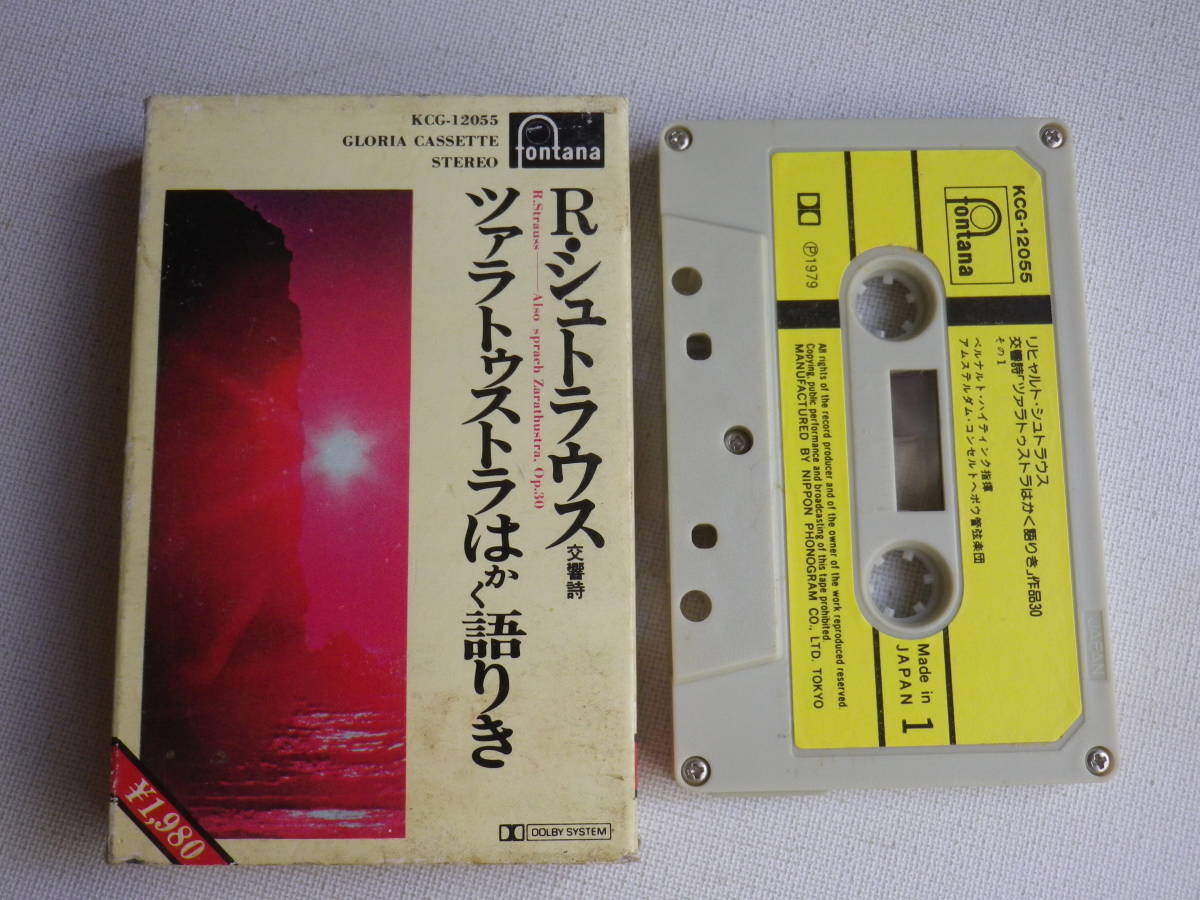 KCG-12055
GLORIA CASSETTE
STEREO
fontana
R・シュトラウス
交響詩
R.Strauss——Also sprach Zarathustra, Op.30
ツァラトゥストラはかく語りき
¥1,980
DOLBY SYSTEM
KCG-12055
fontana
℗1979
リヒャルト・シュトラウス
交響詩「ツァラトゥストラはかく語りき」作品30
その1
ベルナルト・ハイティンク指揮
アムステルダム・コンセルトヘボウ管弦楽団
All rights of the record producer and of the owner of the work reproduced reserved.
Copying, public performance and broadcasting of this tape prohibited.
MANUFACTURED BY NIPPON PHONOGRAM CO., LTD. TOKYO
Made in
JAPAN
1